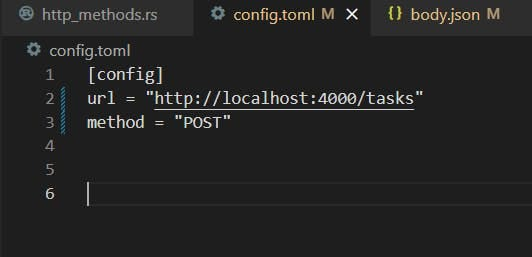 http_methods.rs config.toml M × {} body.json M
config.toml
1 [config]
2 url = "http://localhost:4000/tasks"
3 method = "POST"
4
5
6